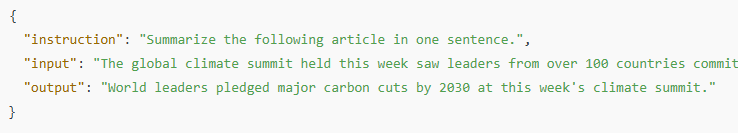 {
"instruction": "Summarize the following article in one sentence.",
"input": "The global climate summit held this week saw leaders from over 100 countries commit
"output": "World leaders pledged major carbon cuts by 2030 at this week's climate summit."
}